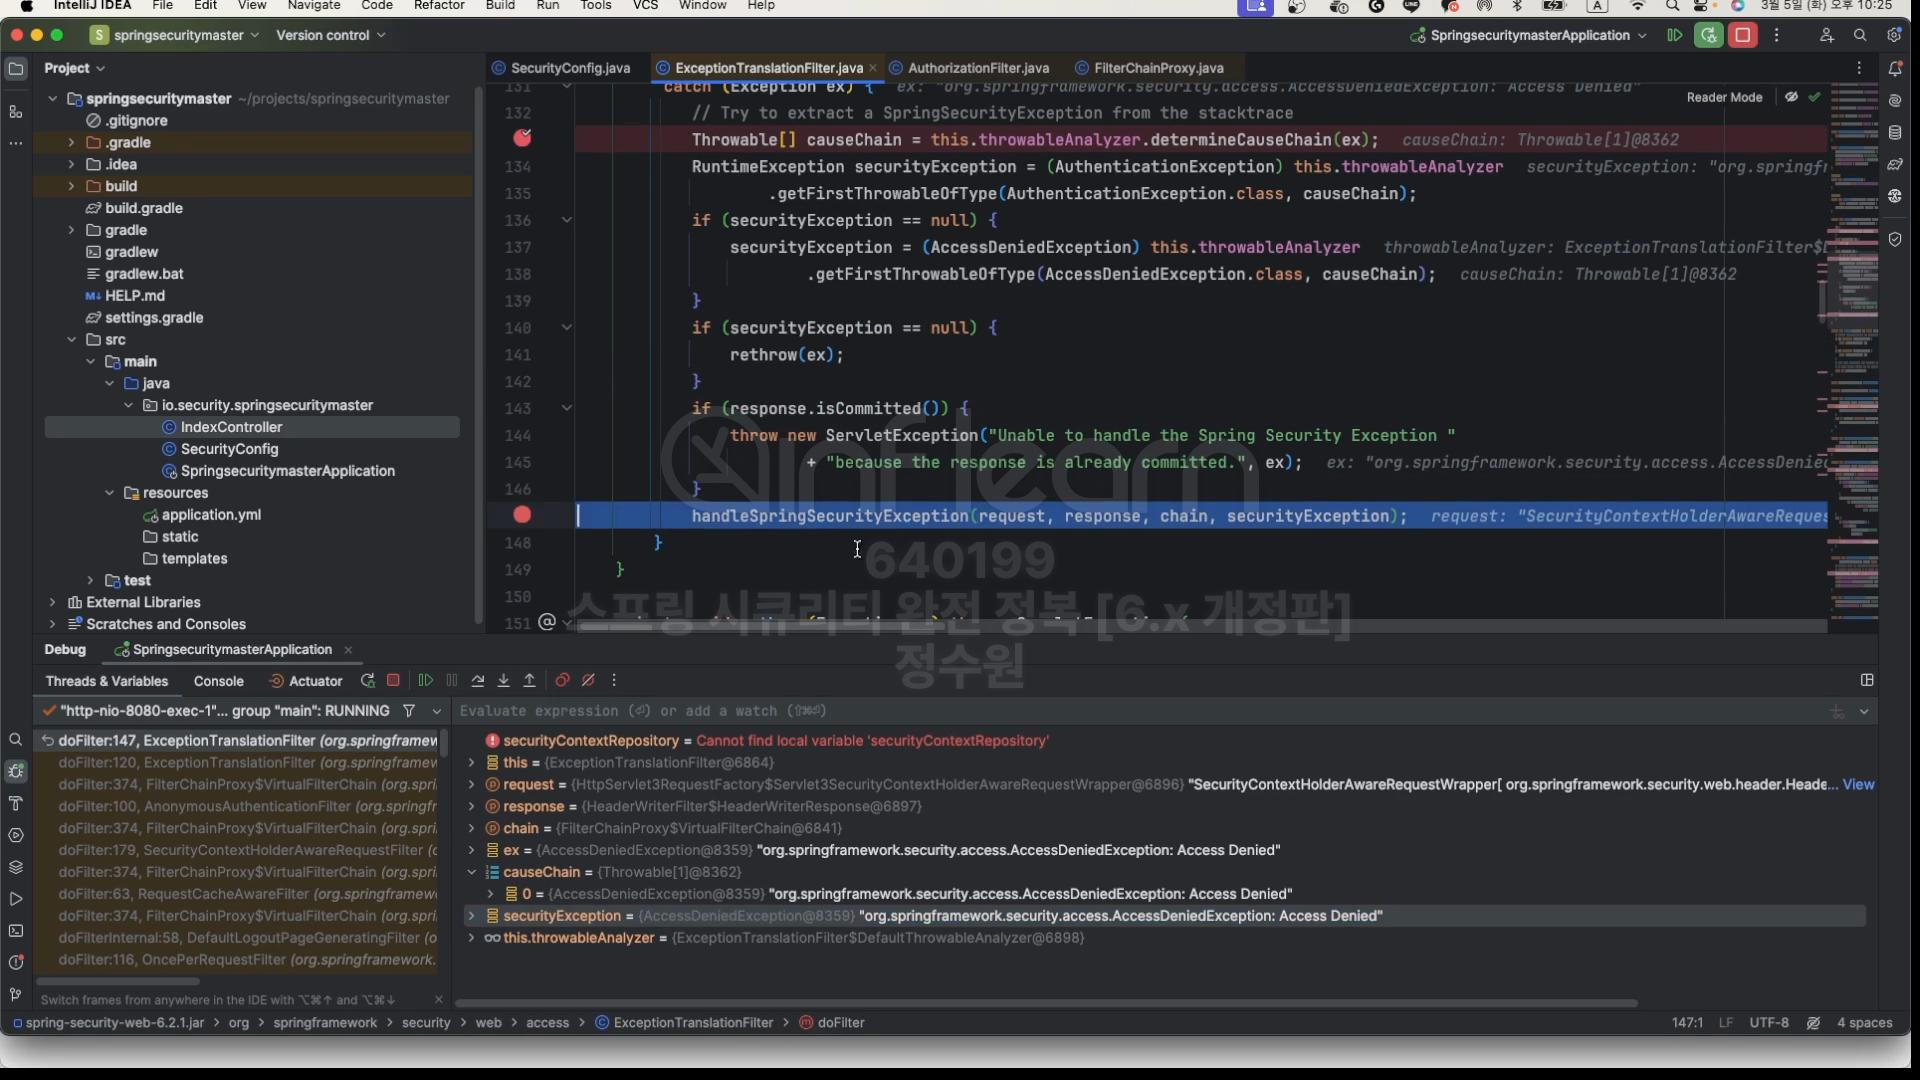 IntelliJ IDEA File Edit View Navigate Code Refactor Build Run Tools VCS Window Help
3월 5일 (화) 오후 10:25
S springsecuritymaster Version control
SpringsecuritymasterApplication
Project
SecurityConfig.java ExceptionTranslationFilter.java AuthorizationFilter.java FilterChainProxy.java
Reader Mode
springsecuritymaster ~/projects/springsecuritymaster
.gitignore
.gradle
.idea
build
build.gradle
gradle
gradlew
gradlew.bat
HELP.md
settings.gradle
src
main
java
io.security.springsecuritymaster
IndexController
SecurityConfig
SpringsecuritymasterApplication
resources
application.yml
static
templates
test
External Libraries
Scratches and Consoles
131 catch (Exception ex) { ex: "org.springframework.security.access.AccessDeniedException: Access Denied"
132 // Try to extract a SpringSecurityException from the stacktrace
Throwable[] causeChain = this.throwableAnalyzer.determineCauseChain(ex); causeChain: Throwable[1]@8362
134 RuntimeException securityException = (AuthenticationException) this.throwableAnalyzer securityException: "org.springfr
135 .getFirstThrowableOfType(AuthenticationException.class, causeChain);
136 if (securityException == null) {
137 securityException = (AccessDeniedException) this.throwableAnalyzer throwableAnalyzer: ExceptionTranslationFilter$D
138 .getFirstThrowableOfType(AccessDeniedException.class, causeChain); causeChain: Throwable[1]@8362
139 }
140 if (securityException == null) {
141 rethrow(ex);
142 }
143 if (response.isCommitted()) {
144 throw new ServletException("Unable to handle the Spring Security Exception "
145 + "because the response is already committed.", ex); ex: "org.springframework.security.access.AccessDenied
146 }
handleSpringSecurityException(request, response, chain, securityException); request: "SecurityContextHolderAwareReques
148 }
149 }
150
151
inflearn
640199
스프링 시큐리티 완전 정복 [6.x 개정판]
정수원
Debug SpringsecuritymasterApplication
Threads & Variables Console Actuator
"http-nio-8080-exec-1"... group "main": RUNNING
Evaluate expression (⏎) or add a watch (⇧⌘⏎)
doFilter:147, ExceptionTranslationFilter (org.springframew
doFilter:120, ExceptionTranslationFilter (org.springframew
doFilter:374, FilterChainProxy$VirtualFilterChain (org.spri
doFilter:100, AnonymousAuthenticationFilter (org.springfr
doFilter:374, FilterChainProxy$VirtualFilterChain (org.spri
doFilter:179, SecurityContextHolderAwareRequestFilter (o
doFilter:374, FilterChainProxy$VirtualFilterChain (org.spri
doFilter:63, RequestCacheAwareFilter (org.springframewo
doFilter:374, FilterChainProxy$VirtualFilterChain (org.spri
doFilterInternal:58, DefaultLogoutPageGeneratingFilter (o
doFilter:116, OncePerRequestFilter (org.springframework.
Switch frames from anywhere in the IDE with ⌥⌘↑ and ⌥⌘↓
securityContextRepository = Cannot find local variable 'securityContextRepository'
this = {ExceptionTranslationFilter@6864}
request = {HttpServlet3RequestFactory$Servlet3SecurityContextHolderAwareRequestWrapper@6896} "SecurityContextHolderAwareRequestWrapper[ org.springframework.security.web.header.Heade... View
response = {HeaderWriterFilter$HeaderWriterResponse@6897}
chain = {FilterChainProxy$VirtualFilterChain@6841}
ex = {AccessDeniedException@8359} "org.springframework.security.access.AccessDeniedException: Access Denied"
causeChain = {Throwable[1]@8362}
0 = {AccessDeniedException@8359} "org.springframework.security.access.AccessDeniedException: Access Denied"
securityException = {AccessDeniedException@8359} "org.springframework.security.access.AccessDeniedException: Access Denied"
this.throwableAnalyzer = {ExceptionTranslationFilter$DefaultThrowableAnalyzer@6898}
spring-security-web-6.2.1.jar > org > springframework > security > web > access > ExceptionTranslationFilter > doFilter
147:1 LF UTF-8 4 spaces